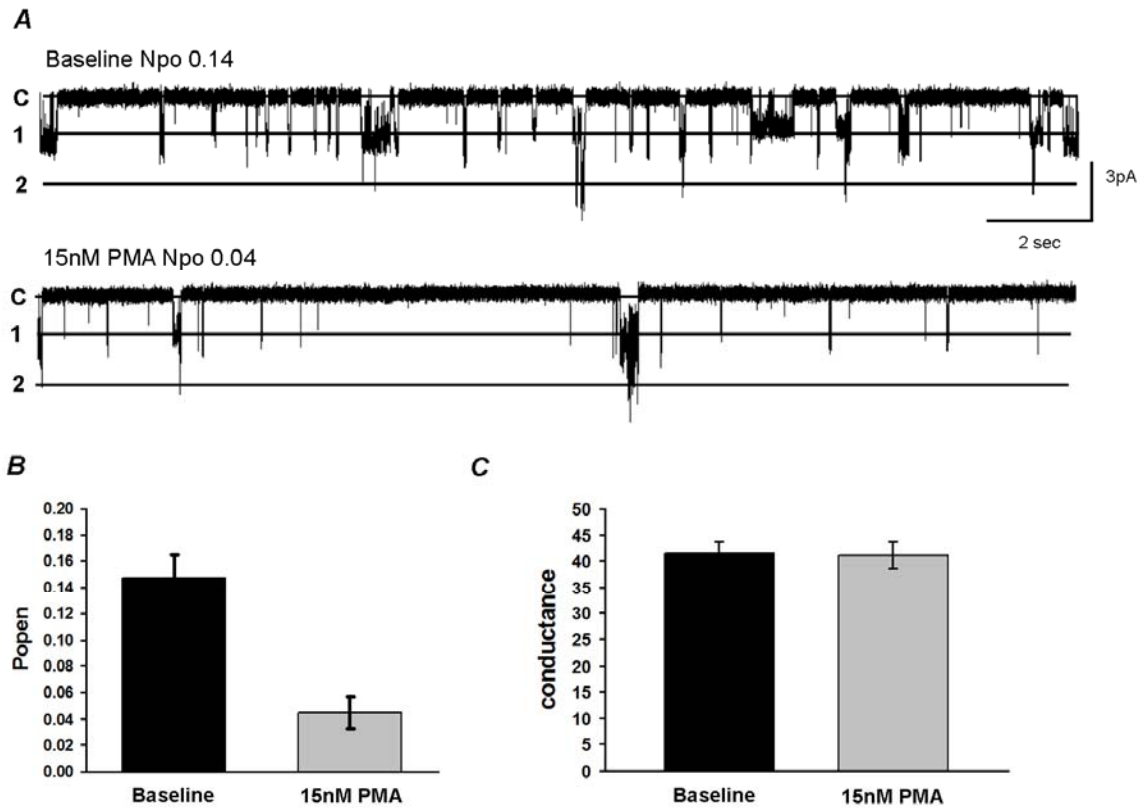 A
Baseline Npo 0.14
C
1
2
3pA
2 sec
15nM PMA Npo 0.04
C
1
2
B
0.20
0.18
0.16
0.14
0.12
0.10
0.08
0.06
0.04
0.02
0.00
Popen
Baseline
15nM PMA
C
50
45
40
35
30
25
20
15
10
5
0
conductance
Baseline
15nM PMA